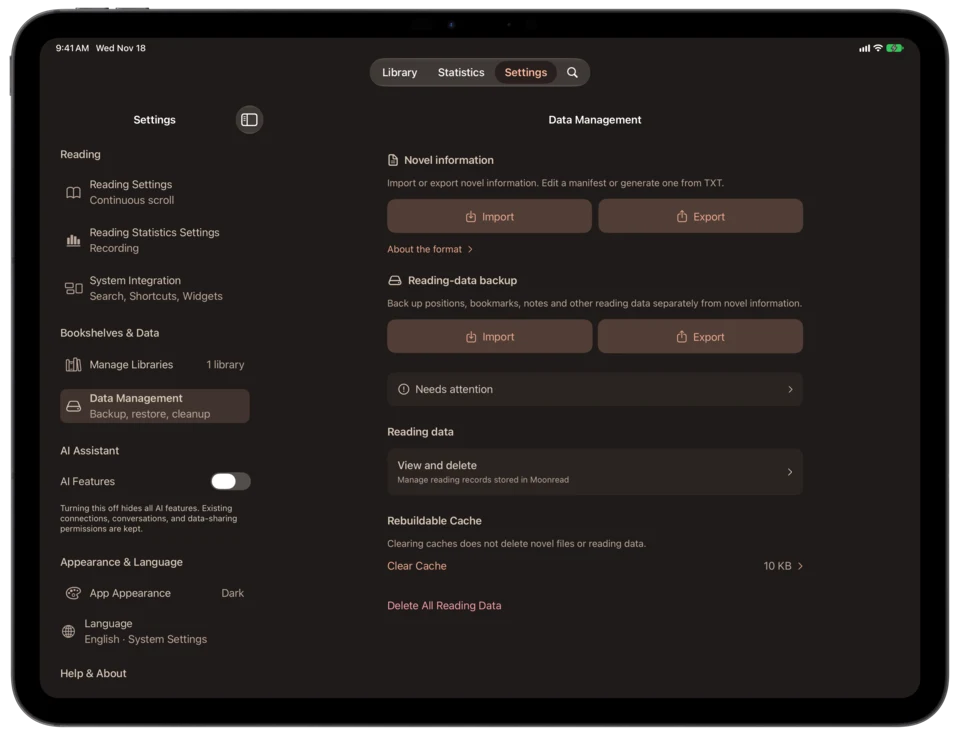 9:41 AM Wed Nov 18
Library Statistics Settings
Settings
Reading
Reading Settings
Continuous scroll
Reading Statistics Settings
Recording
System Integration
Search, Shortcuts, Widgets
Bookshelves & Data
Manage Libraries 1 library
Data Management
Backup, restore, cleanup
AI Assistant
AI Features
Turning this off hides all AI features. Existing
connections, conversations, and data-sharing
permissions are kept.
Appearance & Language
App Appearance Dark
Language
English · System Settings
Help & About
Data Management
Novel information
Import or export novel information. Edit a manifest or generate one from TXT.
Import Export
About the format
Reading-data backup
Back up positions, bookmarks, notes and other reading data separately from novel information.
Import Export
Needs attention
Reading data
View and delete
Manage reading records stored in Moonread
Rebuildable Cache
Clearing caches does not delete novel files or reading data.
Clear Cache 10 KB
Delete All Reading Data